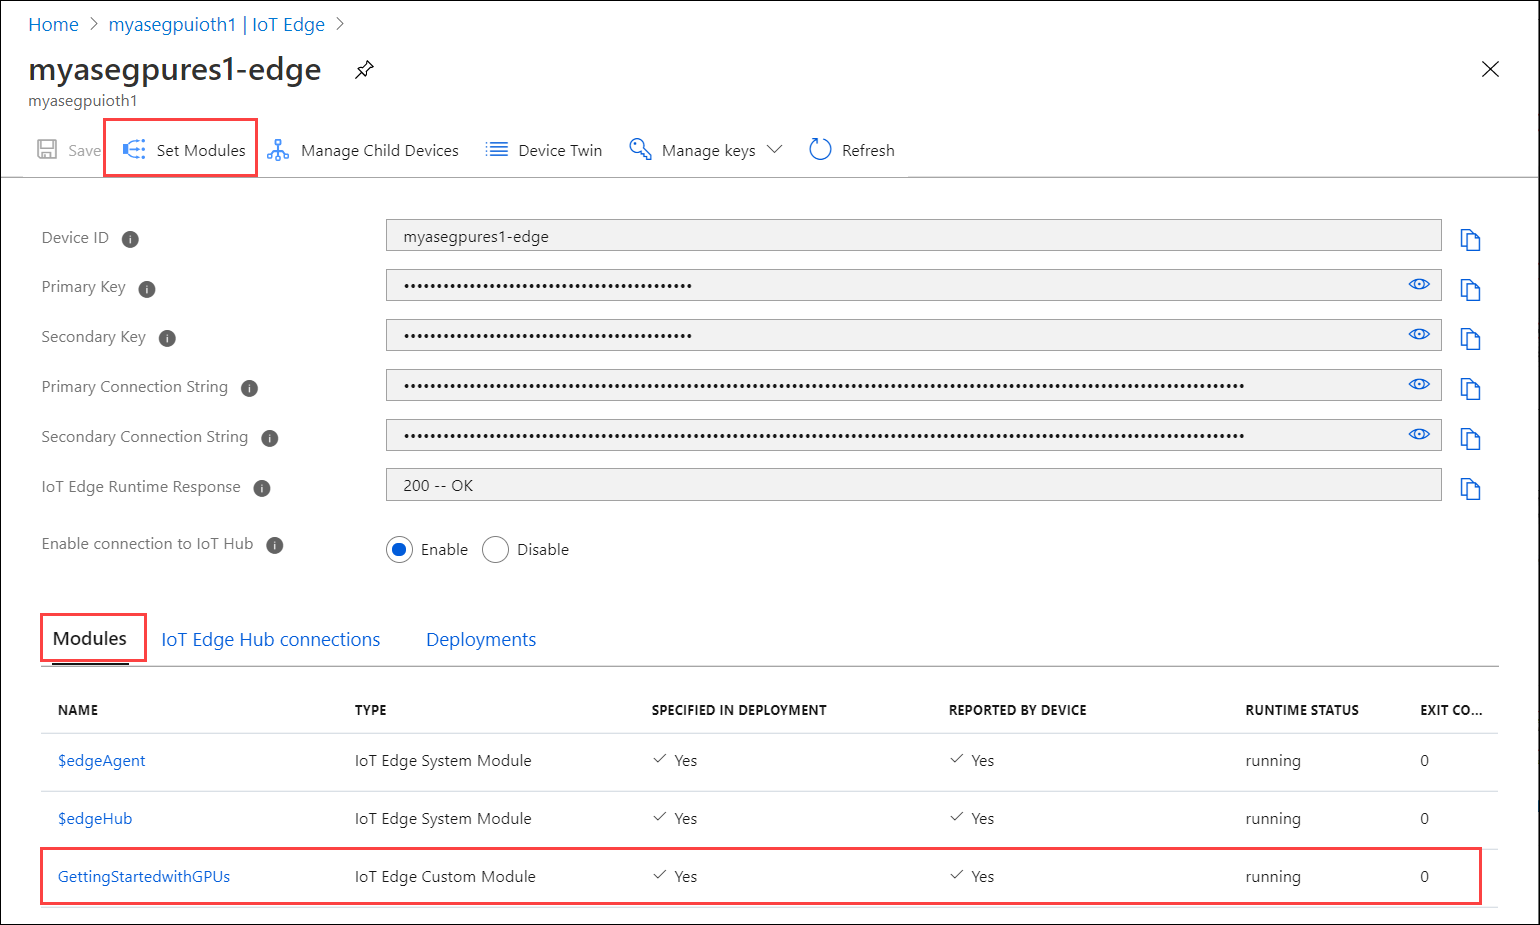 Home > myasegpuioth1 | IoT Edge >
myasegpures1-edge
myasegpuioth1
Save Set Modules Manage Child Devices Device Twin Manage keys Refresh
Device ID myasegpures1-edge
Primary Key ••••••••••••••••••••••••••••••••••••••••••••
Secondary Key ••••••••••••••••••••••••••••••••••••••••••••
Primary Connection String
Secondary Connection String
IoT Edge Runtime Response 200 -- OK
Enable connection to IoT Hub Enable Disable
Modules IoT Edge Hub connections Deployments
NAME TYPE SPECIFIED IN DEPLOYMENT REPORTED BY DEVICE RUNTIME STATUS EXIT CO...
$edgeAgent IoT Edge System Module Yes Yes running 0
$edgeHub IoT Edge System Module Yes Yes running 0
GettingStartedwithGPUs IoT Edge Custom Module Yes Yes running 0